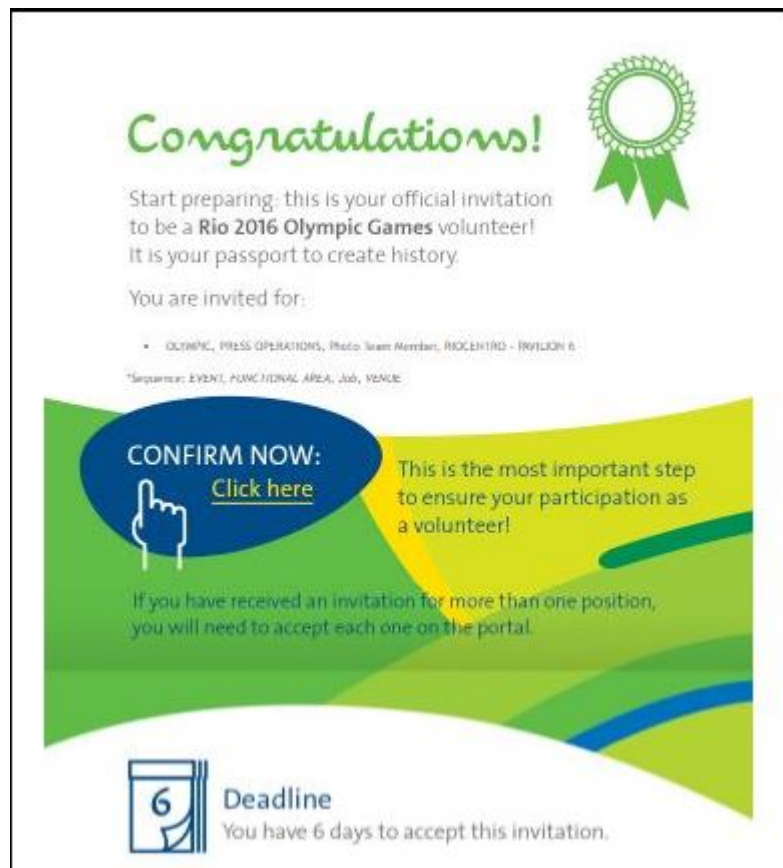 Congratulations!
Start preparing: this is your official invitation
to be a Rio 2016 Olympic Games volunteer!
It is your passport to create history.
You are invited for:
• OLYMPIC, PRESS OPERATIONS, Photo Team Member, RIOCENTRO - PAVILION 6
*Sequence: EVENT, FUNCTIONAL AREA, Job, VENUE
CONFIRM NOW:
Click here
This is the most important step
to ensure your participation as
a volunteer!
If you have received an invitation for more than one position,
you will need to accept each one on the portal.
6
Deadline
You have 6 days to accept this invitation.